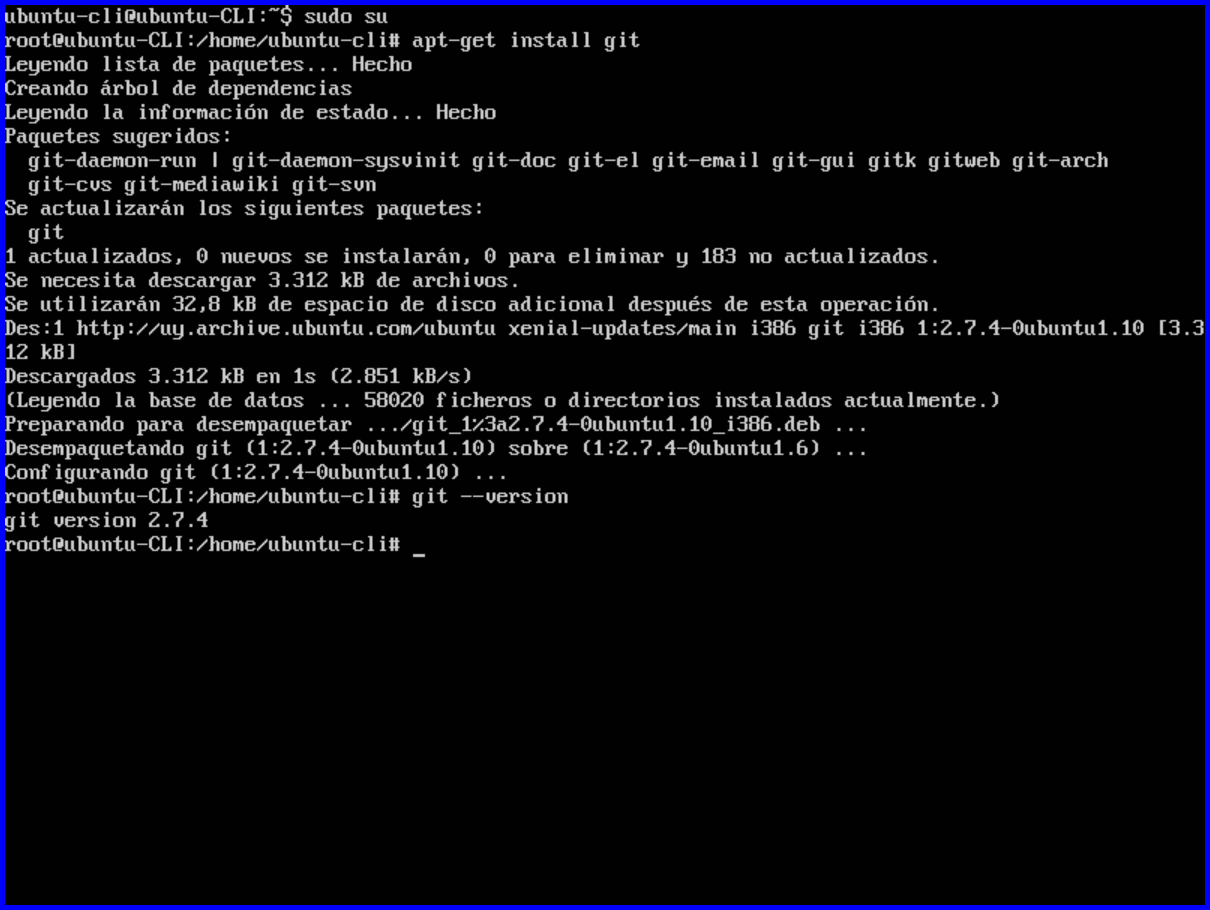 ubuntu-cli@ubuntu-CLI:~$ sudo su
root@ubuntu-CLI:/home/ubuntu-cli# apt-get install git
Leyendo lista de paquetes... Hecho
Creando árbol de dependencias
Leyendo la información de estado... Hecho
Paquetes sugeridos:
  git-daemon-run | git-daemon-sysvinit git-doc git-el git-email git-gui gitk gitweb git-arch
  git-cvs git-mediawiki git-svn
Se actualizarán los siguientes paquetes:
  git
1 actualizados, 0 nuevos se instalarán, 0 para eliminar y 183 no actualizados.
Se necesita descargar 3.312 kB de archivos.
Se utilizarán 32,8 kB de espacio de disco adicional después de esta operación.
Des:1 http://uy.archive.ubuntu.com/ubuntu xenial-updates/main i386 git i386 1:2.7.4-0ubuntu1.10 [3.3
12 kB]
Descargados 3.312 kB en 1s (2.851 kB/s)
(Leyendo la base de datos ... 58020 ficheros o directorios instalados actualmente.)
Preparando para desempaquetar .../git_1%3a2.7.4-0ubuntu1.10_i386.deb ...
Desempaquetando git (1:2.7.4-0ubuntu1.10) sobre (1:2.7.4-0ubuntu1.6) ...
Configurando git (1:2.7.4-0ubuntu1.10) ...
root@ubuntu-CLI:/home/ubuntu-cli# git --version
git version 2.7.4
root@ubuntu-CLI:/home/ubuntu-cli# _